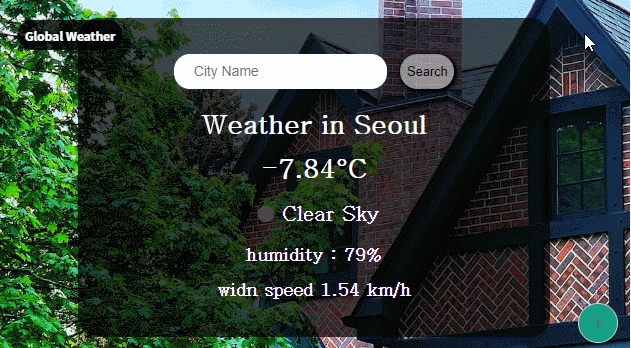 Global Weather
City Name
Search
Weather in Seoul
-7.84°C
Clear Sky
humidity : 79%
widn speed 1.54 km/h
+